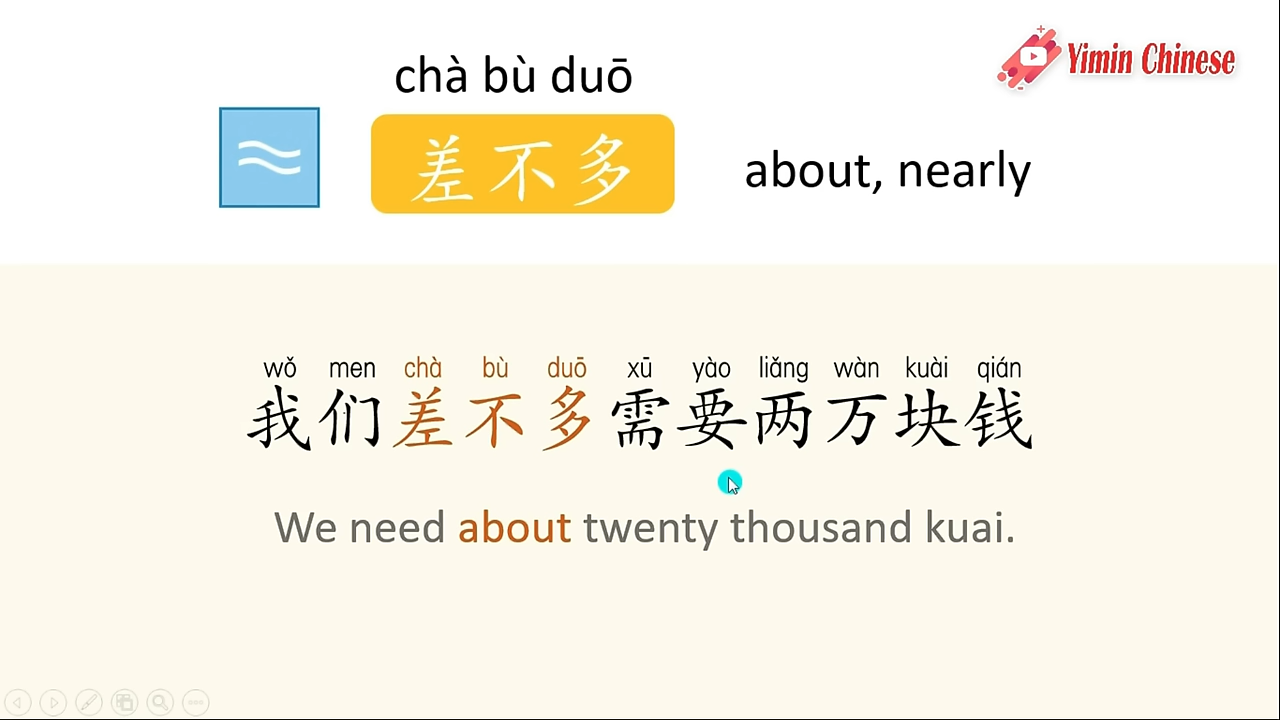 Yimin Chinese
chà bù duō
≈
差不多
about, nearly
wǒ men chà bù duō xū yào liǎng wàn kuài qián
我们差不多需要两万块钱
We need about twenty thousand kuai.